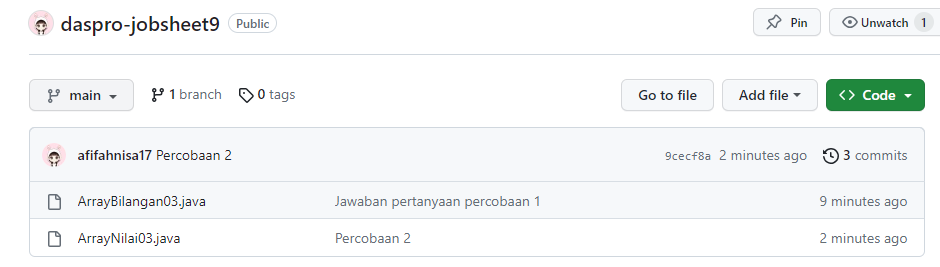 daspro-jobsheet9 Public Pin Unwatch 1
main 1 branch 0 tags Go to file Add file Code
afifahnisa17 Percobaan 2 9cecf8a 2 minutes ago 3 commits
ArrayBilangan03.java Jawaban pertanyaan percobaan 1 9 minutes ago
ArrayNilai03.java Percobaan 2 2 minutes ago